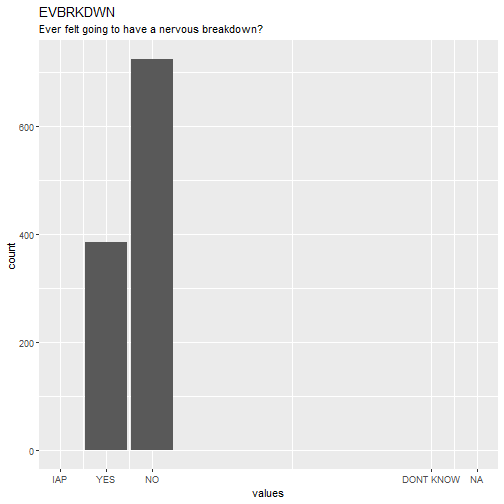 EVBRKDWN
Ever felt going to have a nervous breakdown?
600
400
200
0
count
IAP YES NO DONT KNOW NA
values